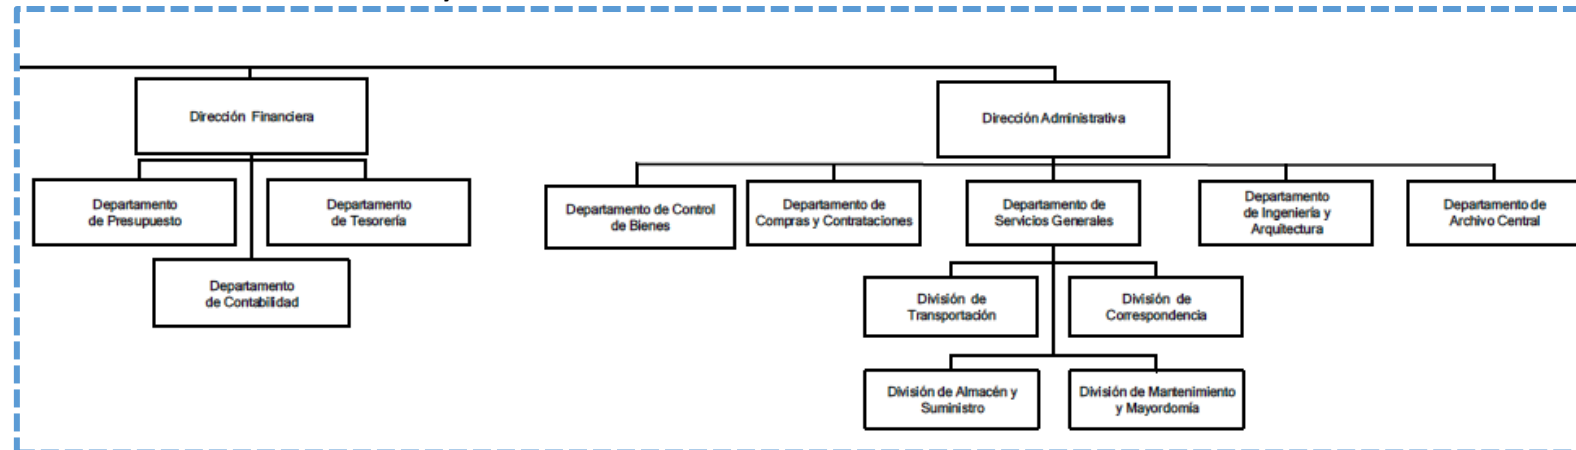 Dirección Financiera
Dirección Administrativa
Departamento
de Presupuesto
Departamento
de Tesorería
Departamento de Control
de Bienes
Departamento de
Compras y Contrataciones
Departamento de
Servicios Generales
Departamento
de Ingeniería y
Arquitectura
Departamento de
Archivo Central
Departamento
de Contabilidad
División de
Transportación
División de
Correspondencia
División de Almacén y
Suministro
División de Mantenimiento
y Mayordomía